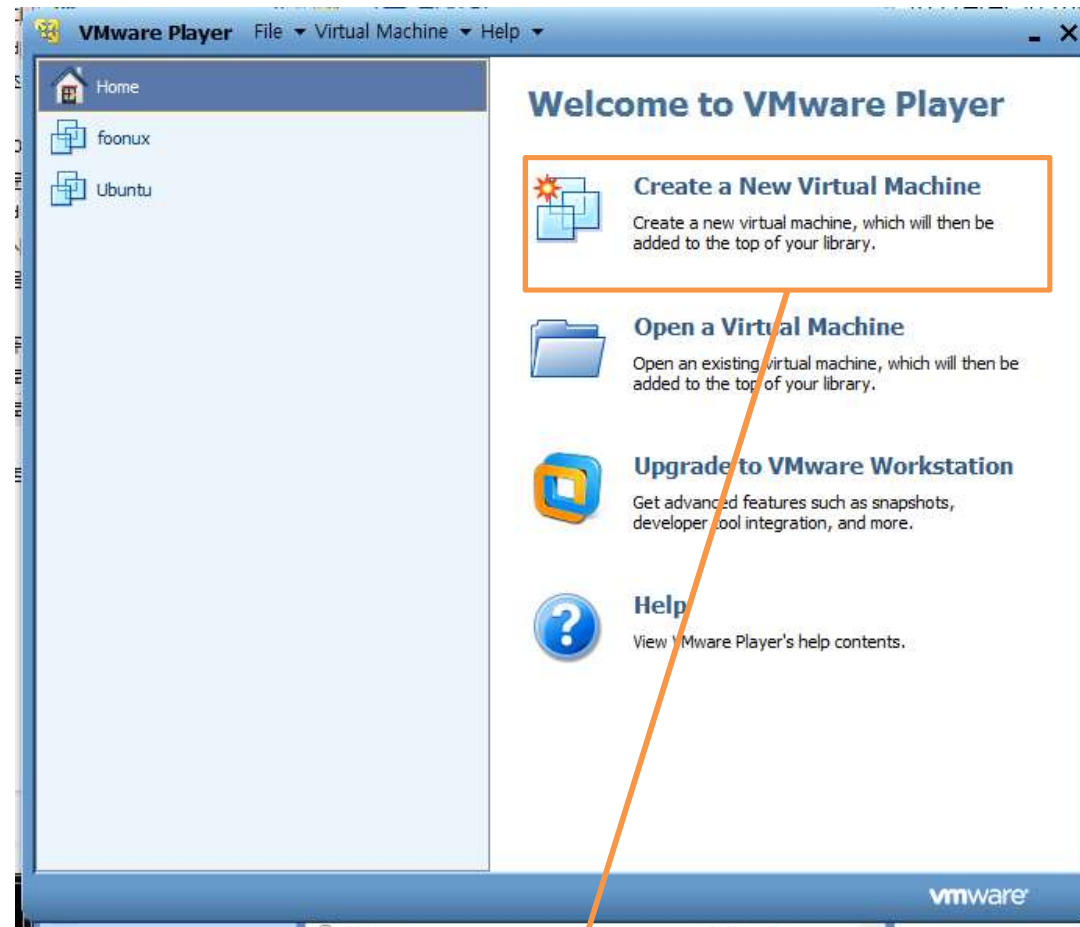 VMware Player File Virtual Machine Help
Home
foonux
Ubuntu
Welcome to VMware Player
Create a New Virtual Machine
Create a new virtual machine, which will then be
added to the top of your library.
Open a Virtual Machine
Open an existing virtual machine, which will then be
added to the top of your library.
Upgrade to VMware Workstation
Get advanced features such as snapshots,
developer tool integration, and more.
Help
View VMware Player's help contents.
vmware